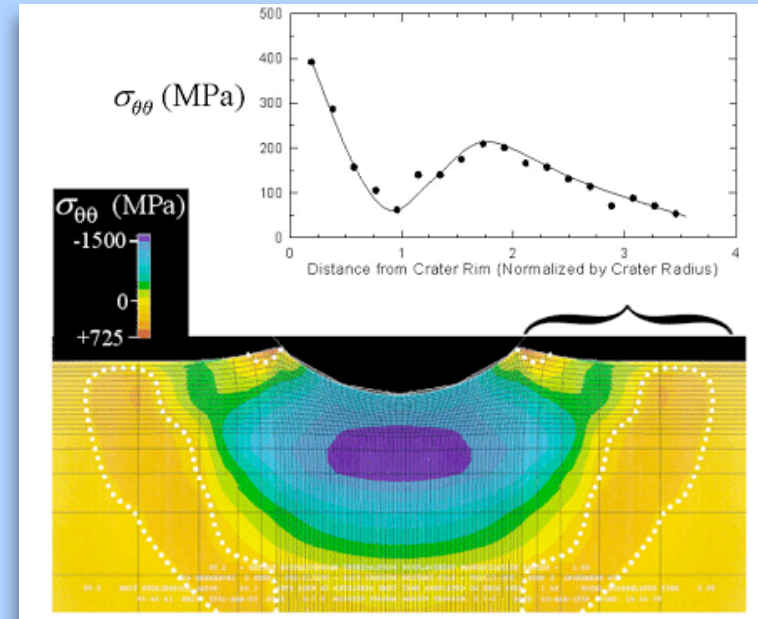 500
400
300
200
100
0
σθθ (MPa)
0 1 2 3 4
Distance from Crater Rim (Normalized by Crater Radius)
σθθ (MPa)
-1500
0
+725